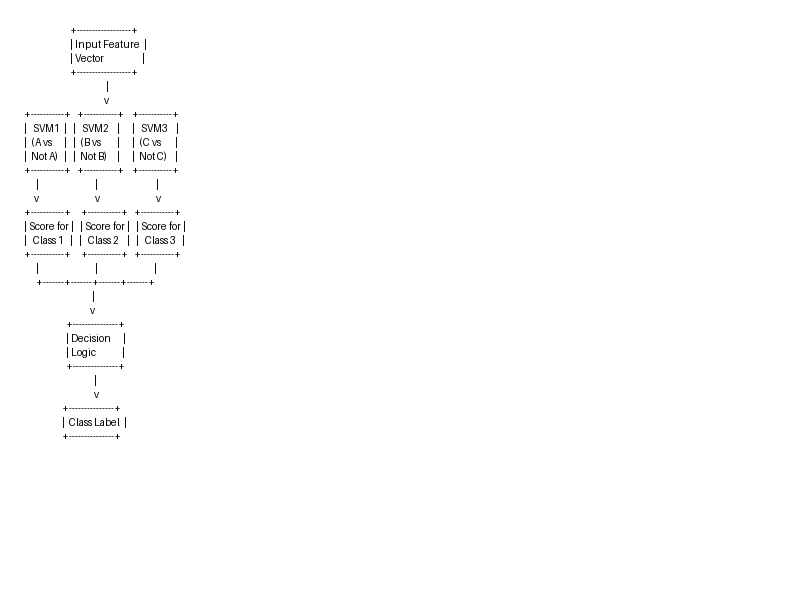 +-----------------+
| Input Feature |
| Vector |
+-----------------+
|
v
+-----------+ +-----------+ +-----------+
| SVM1 | | SVM2 | | SVM3 |
| (A vs | | (B vs | | (C vs |
| Not A) | | Not B) | | Not C) |
+-----------+ +-----------+ +-----------+
| | |
v v v
+-----------+ +-----------+ +-----------+
| Score for | | Score for | | Score for |
| Class 1 | | Class 2 | | Class 3 |
+-----------+ +-----------+ +-----------+
| | |
+-------+-------+-------+-------+
|
v
+--------------+
| Decision |
| Logic |
+--------------+
|
v
+--------------+
| Class Label |
+--------------+